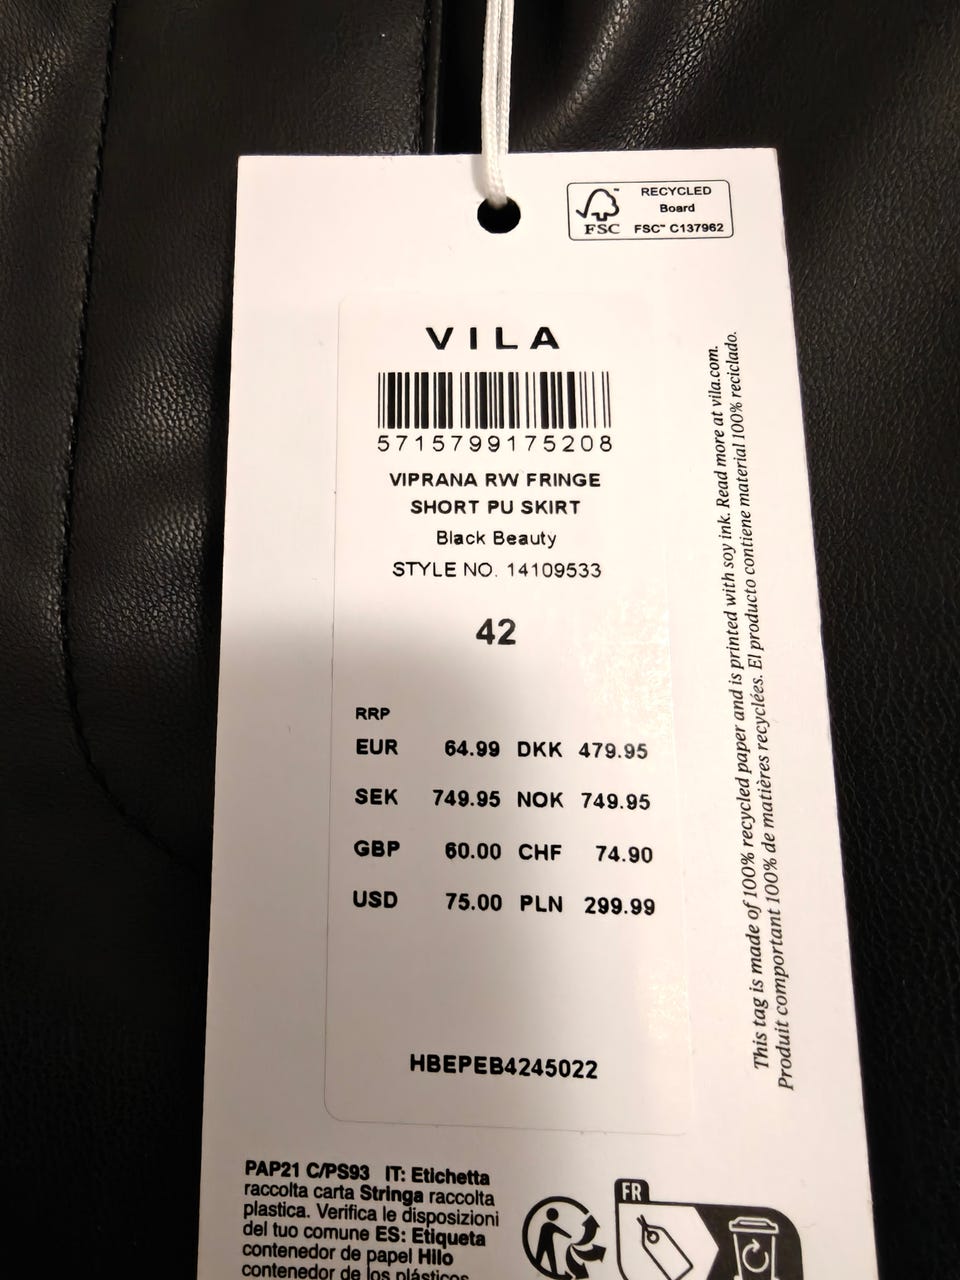 RECYCLED
Board
FSC™ C137962
FSC™
VILA
5715799175208
VIPRANA RW FRINGE
SHORT PU SKIRT
Black Beauty
STYLE NO. 14109533
42
RRP
EUR 64.99 DKK 479.95
SEK 749.95 NOK 749.95
GBP 60.00 CHF 74.90
USD 75.00 PLN 299.99
HBEPEB4245022
This tag is made of 100% recycled paper and is printed with soy ink. Read more at vila.com.
Produit comportant 100% de matières recyclées. El producto contiene material 100% reciclado.
PAP21 C/PS93 IT: Etichetta
raccolta carta Stringa raccolta
plastica. Verifica le disposizioni
del tuo comune ES: Etiqueta
contenedor de papel Hilo
contenedor de los plásticos
FR